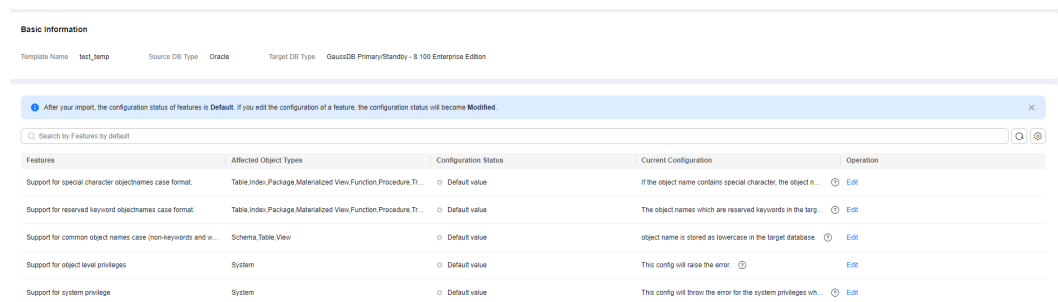 Basic Information
Template Name test_temp Source DB Type Oracle Target DB Type GaussDB Primary/Standby - 8.100 Enterprise Edition
After your import, the configuration status of features is Default. If you edit the configuration of a feature, the configuration status will become Modified.
Search by Features by default
Features Affected Object Types Configuration Status Current Configuration Operation
Support for special character objectnames case format. Table,Index,Package,Materialized View,Function,Procedure,Tr... Default value If the object name contains special character, the object n... Edit
Support for reserved keyword objectnames case format. Table,Index,Package,Materialized View,Function,Procedure,Tr... Default value The object names which are reserved keywords in the targ... Edit
Support for common object names case (non-keywords and w... Schema,Table,View Default value object name is stored as lowercase in the target database. Edit
Support for object level privileges System Default value This config will raise the error. Edit
Support for system privilege System Default value This config will throw the error for the system privileges wh... Edit